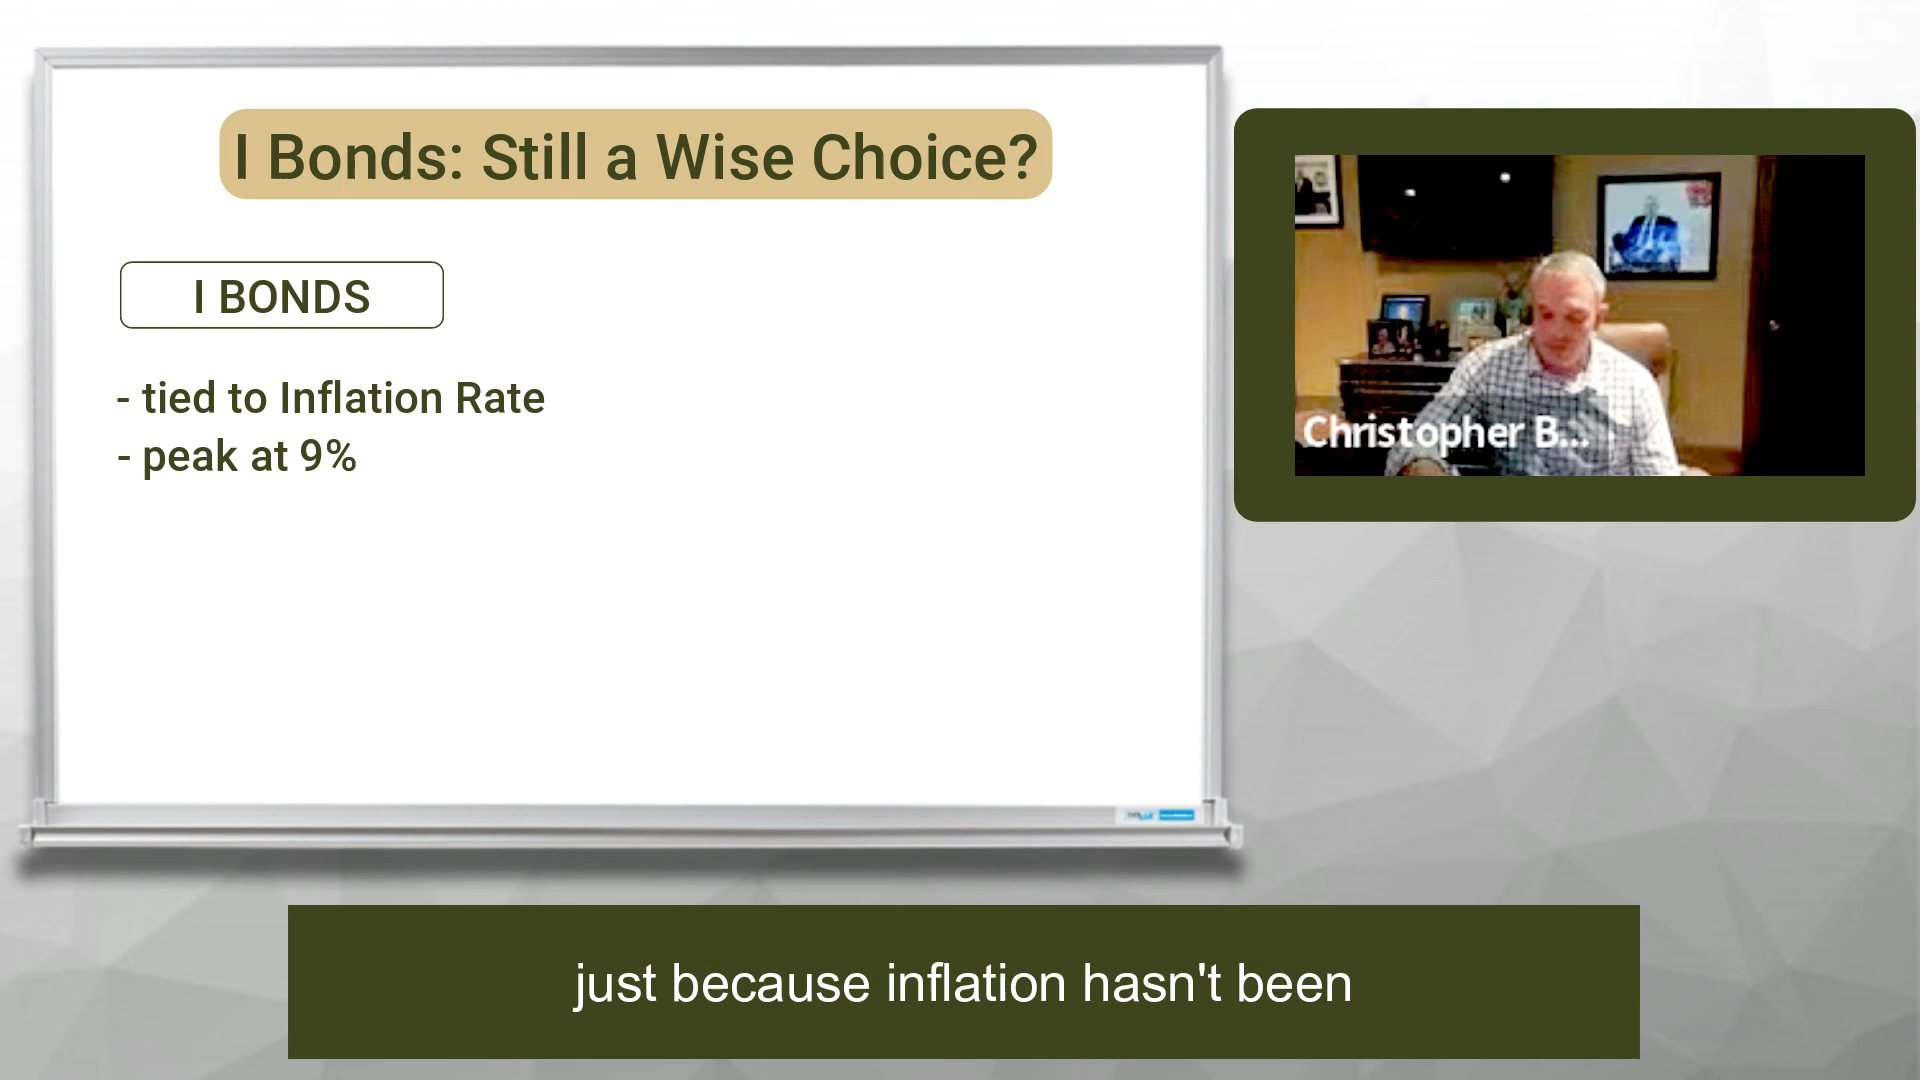 I Bonds: Still a Wise Choice?
I BONDS
- tied to Inflation Rate
- peak at 9%
Christopher B...
just because inflation hasn't been